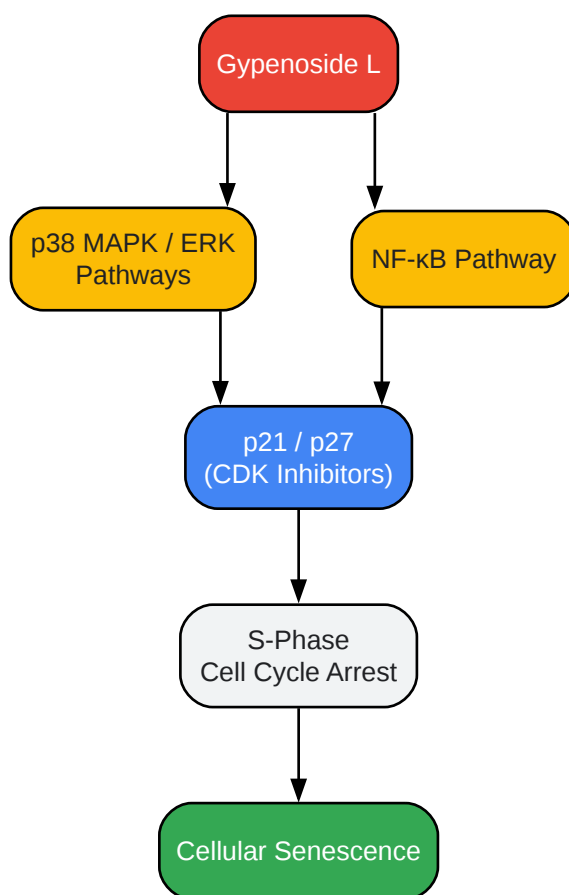 Gypenoside L
p38 MAPK / ERK
Pathways
NF-κB Pathway
p21 / p27
(CDK Inhibitors)
S-Phase
Cell Cycle Arrest
Cellular Senescence